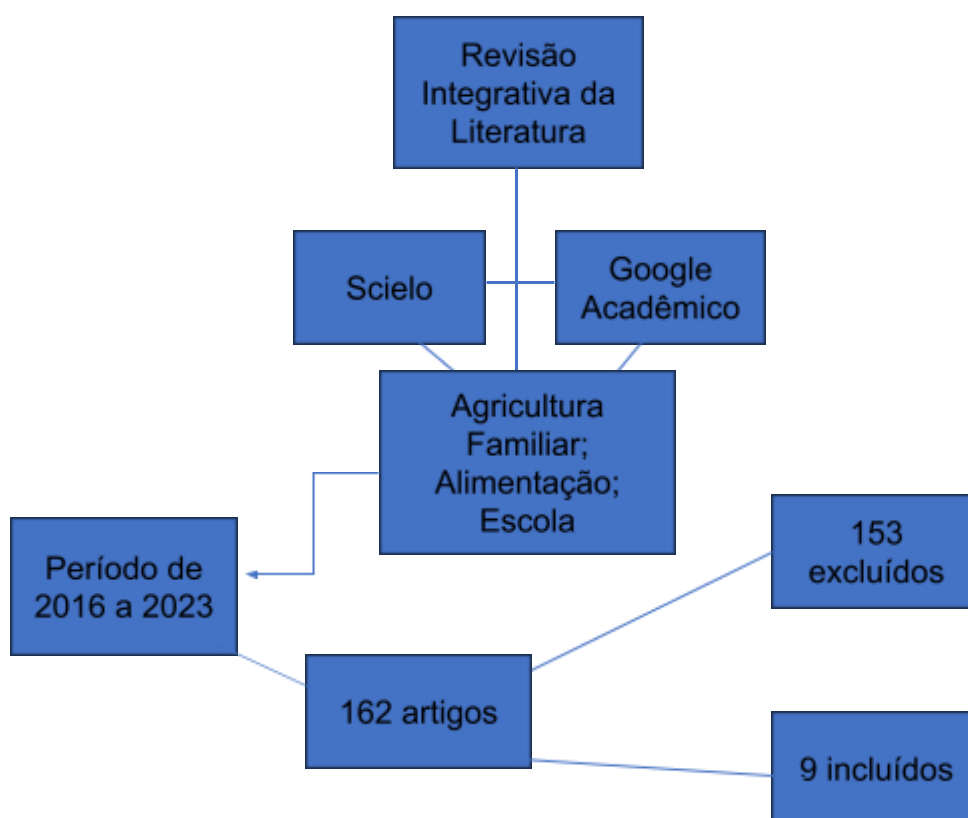 Revisão
Integrativa da
Literatura
Scielo
Google
Acadêmico
Agricultura
Familiar;
Alimentação;
Escola
Período de
2016 a 2023
162 artigos
153
excluídos
9 incluídos